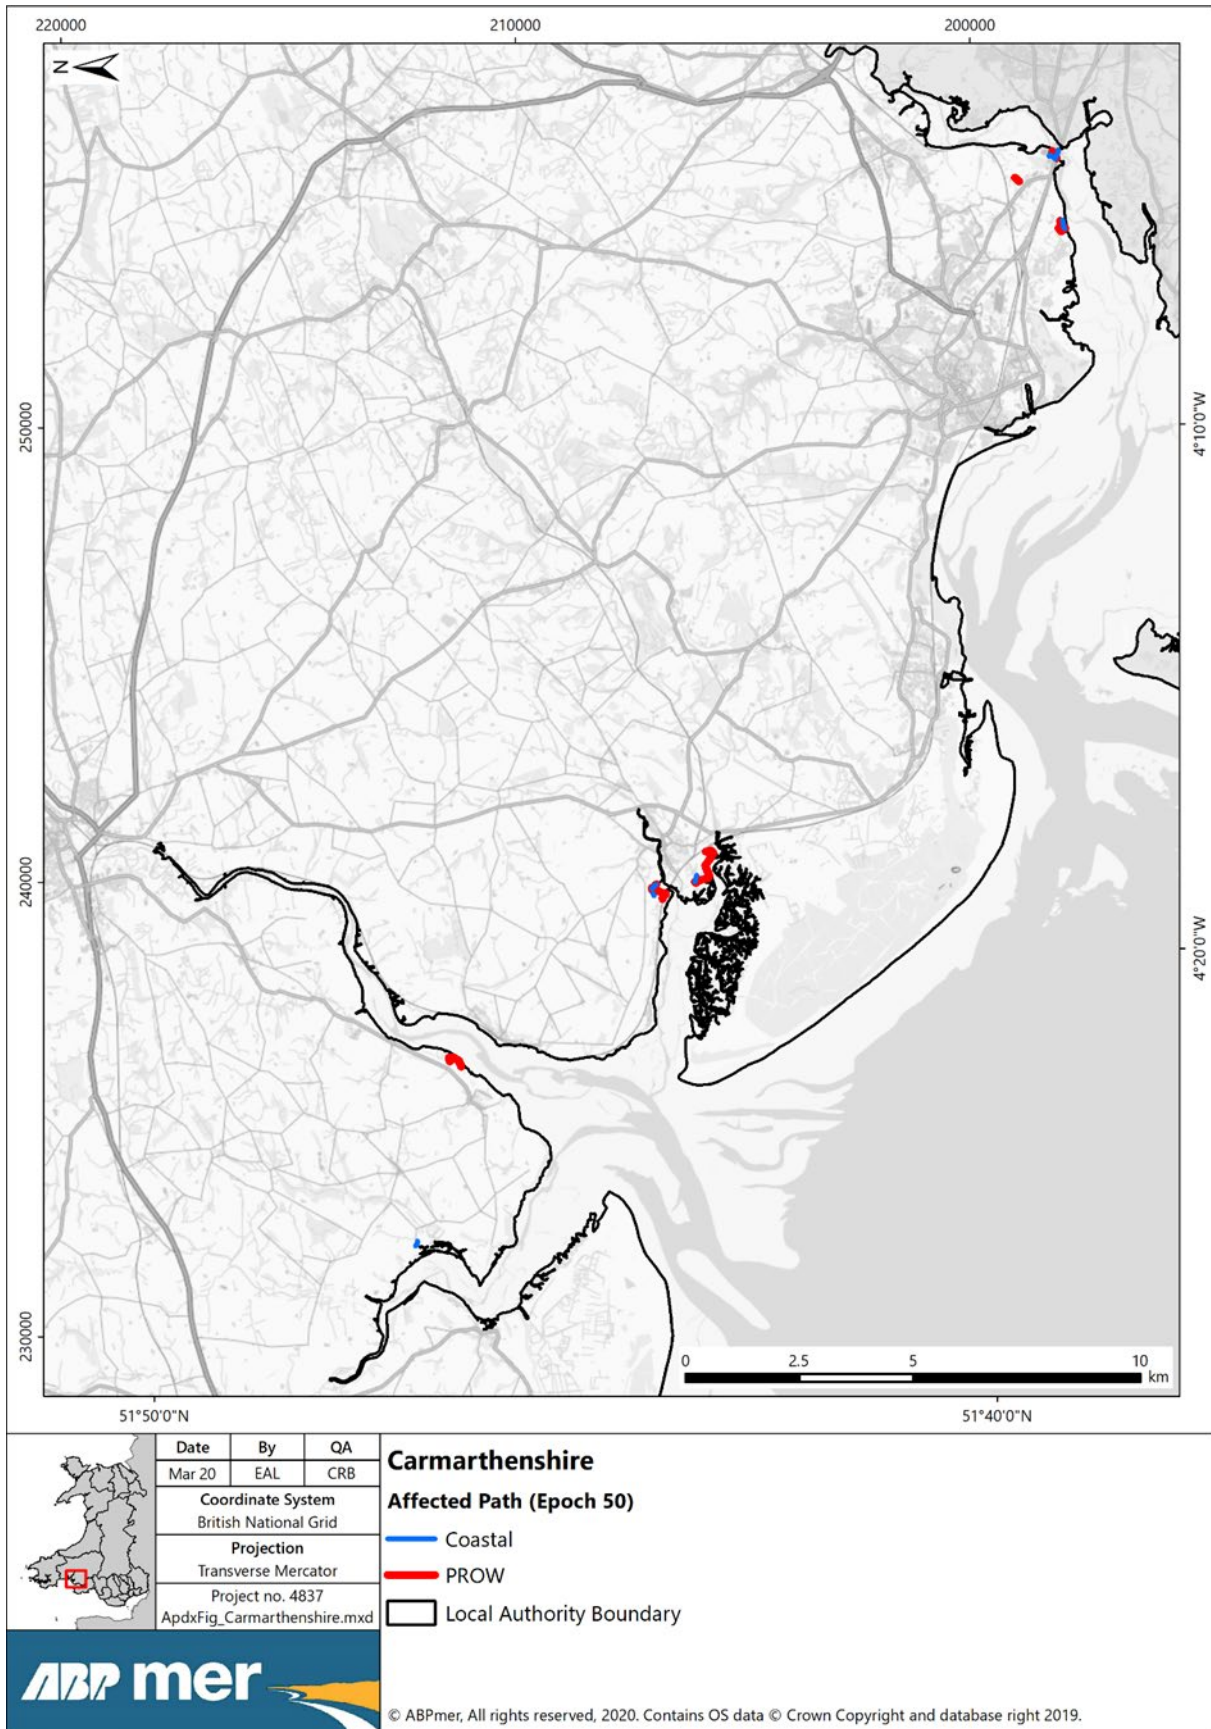 220000
210000
200000
N
250000
4°10'0"W
240000
4°20'0"W
230000
0 2.5 5 10
km
51°50'0"N
51°40'0"N
Date By QA
Mar 20 EAL CRB
Coordinate System
British National Grid
Projection
Transverse Mercator
Project no. 4837
ApdxFig_Carmarthenshire.mxd
Carmarthenshire
Affected Path (Epoch 50)
Coastal
PROW
Local Authority Boundary
ABPmer
© ABPmer, All rights reserved, 2020. Contains OS data © Crown Copyright and database right 2019.